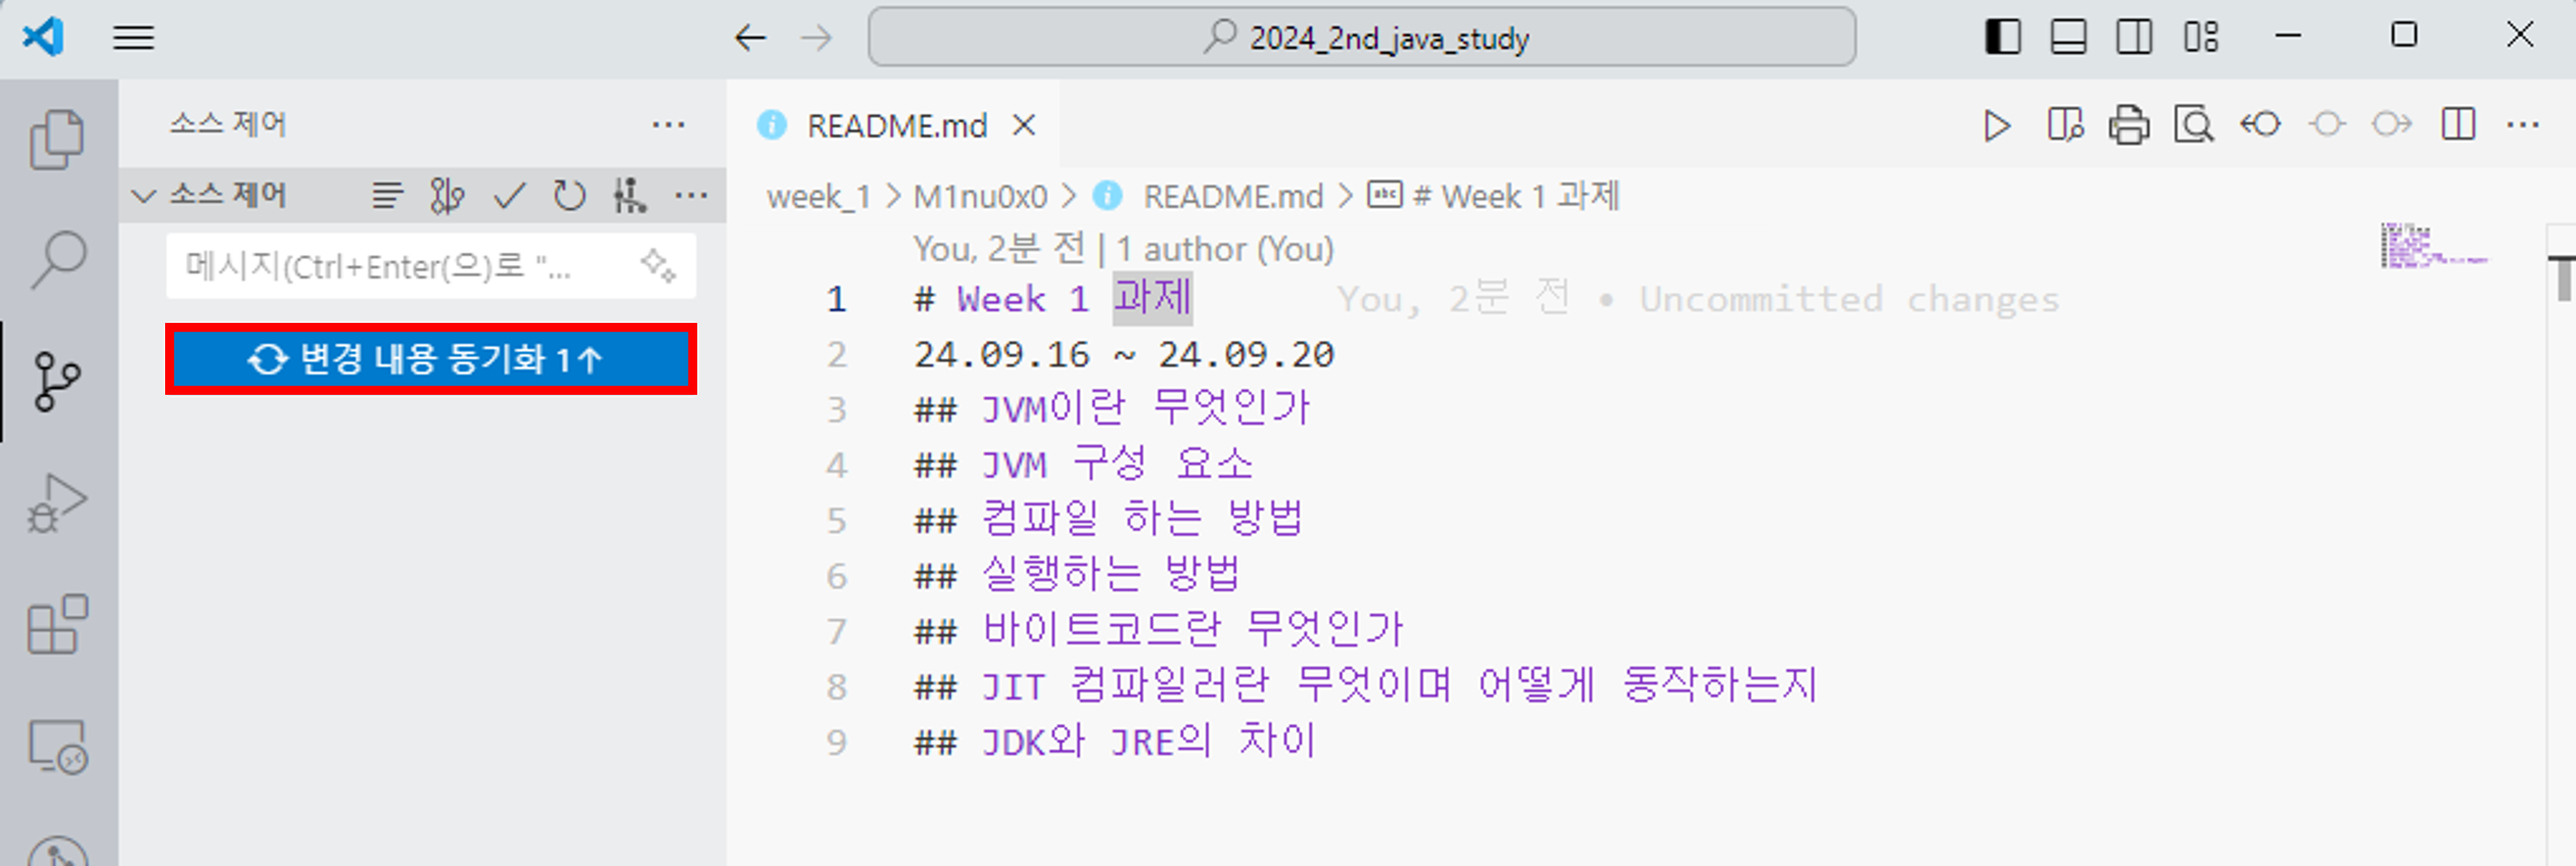 2024_2nd_java_study
소스 제어
소스 제어
메시지(Ctrl+Enter(으)로 "...
변경 내용 동기화 1↑
README.md
week_1 > M1nu0x0 > README.md > # Week 1 과제
You, 2분 전 | 1 author (You)
1 # Week 1 과제 You, 2분 전 • Uncommitted changes
2 24.09.16 ~ 24.09.20
3 ## JVM이란 무엇인가
4 ## JVM 구성 요소
5 ## 컴파일 하는 방법
6 ## 실행하는 방법
7 ## 바이트코드란 무엇인가
8 ## JIT 컴파일러란 무엇이며 어떻게 동작하는지
9 ## JDK와 JRE의 차이